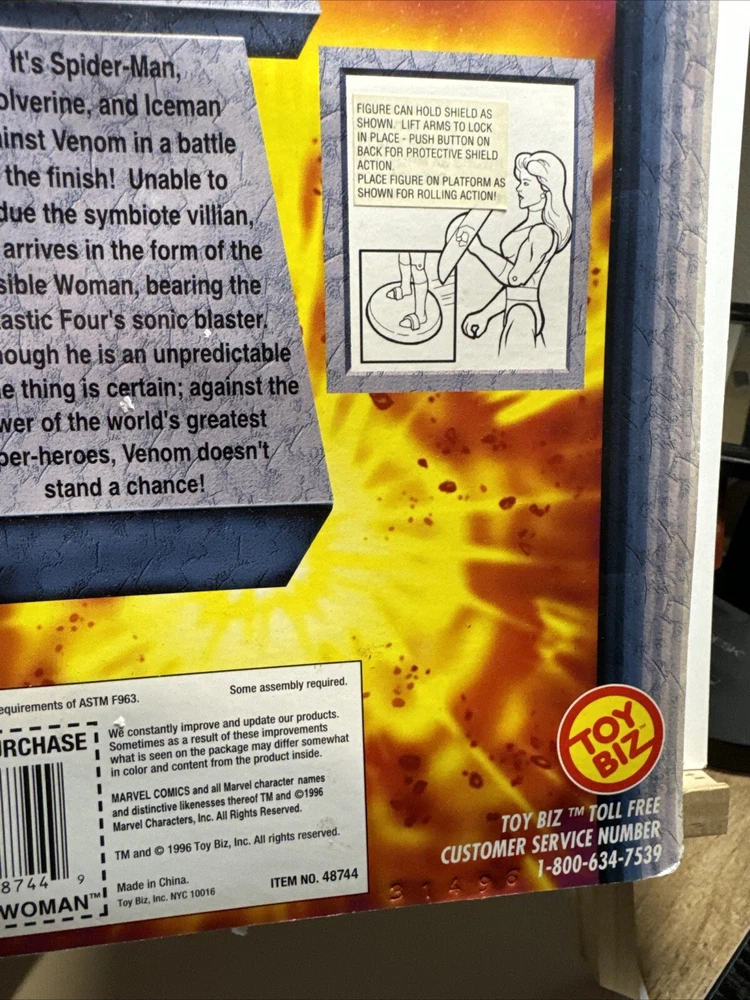 It's Spider-Man,
olverine, and Iceman
inst Venom in a battle
the finish! Unable to
due the symbiote villian,
arrives in the form of the
sible Woman, bearing the
astic Four's sonic blaster.
ough he is an unpredictable
e thing is certain; against the
wer of the world's greatest
per-heroes, Venom doesn't
stand a chance!
FIGURE CAN HOLD SHIELD AS
SHOWN. LIFT ARMS TO LOCK
IN PLACE - PUSH BUTTON ON
BACK FOR PROTECTIVE SHIELD
ACTION.
PLACE FIGURE ON PLATFORM AS
SHOWN FOR ROLLING ACTION!
equirements of ASTM F963.
Some assembly required.
URCHASE
8744 9
WOMAN™
We constantly improve and update our products.
Sometimes as a result of these improvements
what is seen on the package may differ somewhat
in color and content from the product inside.
MARVEL COMICS and all Marvel character names
and distinctive likenesses thereof TM and ©1996
Marvel Characters, Inc. All Rights Reserved.
TM and © 1996 Toy Biz, Inc. All rights reserved.
Made in China.
Toy Biz, Inc. NYC 10016
ITEM NO. 48744
TOY
BIZ™
TOY BIZ ™ TOLL FREE
CUSTOMER SERVICE NUMBER
1-800-634-7539
31496